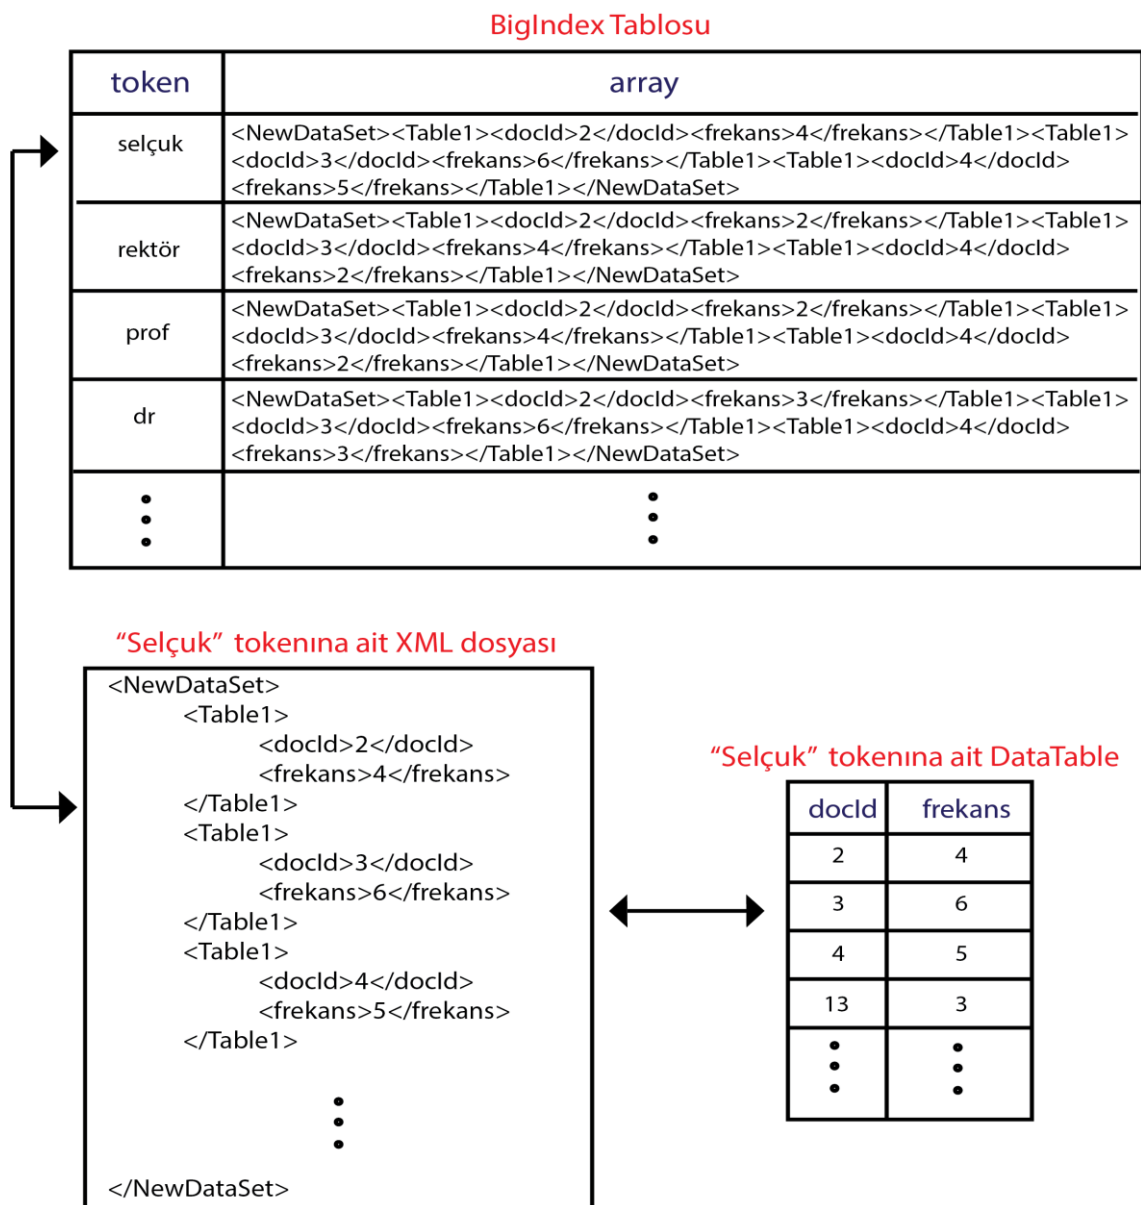 BigIndex Tablosu
token array
selçuk
<NewDataSet><Table1><docId>2</docId><frekans>4</frekans></Table1><Table1>
<docId>3</docId><frekans>6</frekans></Table1><Table1><docId>4</docId>
<frekans>5</frekans></Table1></NewDataSet>
rektör
<NewDataSet><Table1><docId>2</docId><frekans>2</frekans></Table1><Table1>
<docId>3</docId><frekans>4</frekans></Table1><Table1><docId>4</docId>
<frekans>2</frekans></Table1></NewDataSet>
prof
<NewDataSet><Table1><docId>2</docId><frekans>2</frekans></Table1><Table1>
<docId>3</docId><frekans>4</frekans></Table1><Table1><docId>4</docId>
<frekans>2</frekans></Table1></NewDataSet>
dr
<NewDataSet><Table1><docId>2</docId><frekans>3</frekans></Table1><Table1>
<docId>3</docId><frekans>6</frekans></Table1><Table1><docId>4</docId>
<frekans>3</frekans></Table1></NewDataSet>
“Selçuk” tokenına ait XML dosyası
<NewDataSet>
<Table1>
<docId>2</docId>
<frekans>4</frekans>
</Table1>
<Table1>
<docId>3</docId>
<frekans>6</frekans>
</Table1>
<Table1>
<docId>4</docId>
<frekans>5</frekans>
</Table1>
</NewDataSet>
“Selçuk” tokenına ait DataTable
docId frekans
2 4
3 6
4 5
13 3